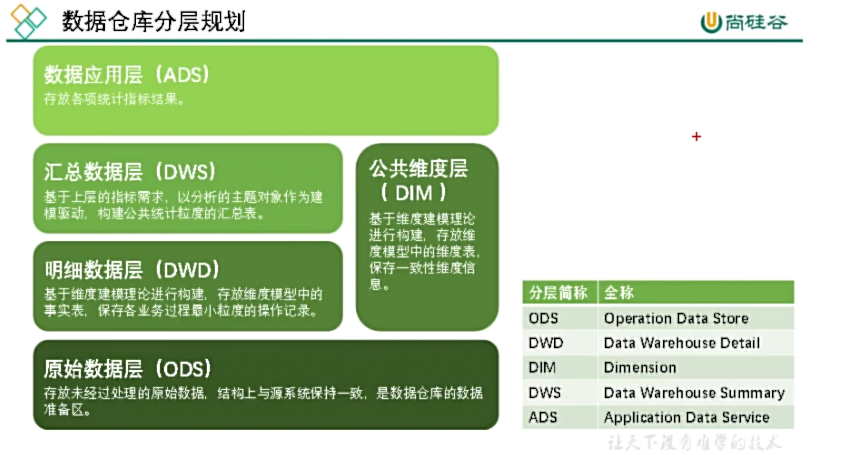 数据仓库分层规划
尚硅谷
数据应用层（ADS）
存放各项统计指标结果。
汇总数据层（DWS）
基于上层的指标需求，以分析的主题对象作为建
模驱动，构建公共统计粒度的汇总表。
公共维度层
（DIM）
基于维度建模理论
进行构建，存放维
度模型中的维度表，
保存一致性维度信
息。
明细数据层（DWD）
基于维度建模理论进行构建，存放维度模型中的
事实表，保存各业务过程最小粒度的操作记录。
原始数据层（ODS）
存放未经过处理的原始数据，结构上与源系统保持一致，是数据仓库的数据
准备区。
分层简称 全称
ODS Operation Data Store
DWD Data Warehouse Detail
DIM Dimension
DWS Data Warehouse Summary
ADS Application Data Service
让天下没有难学的技术